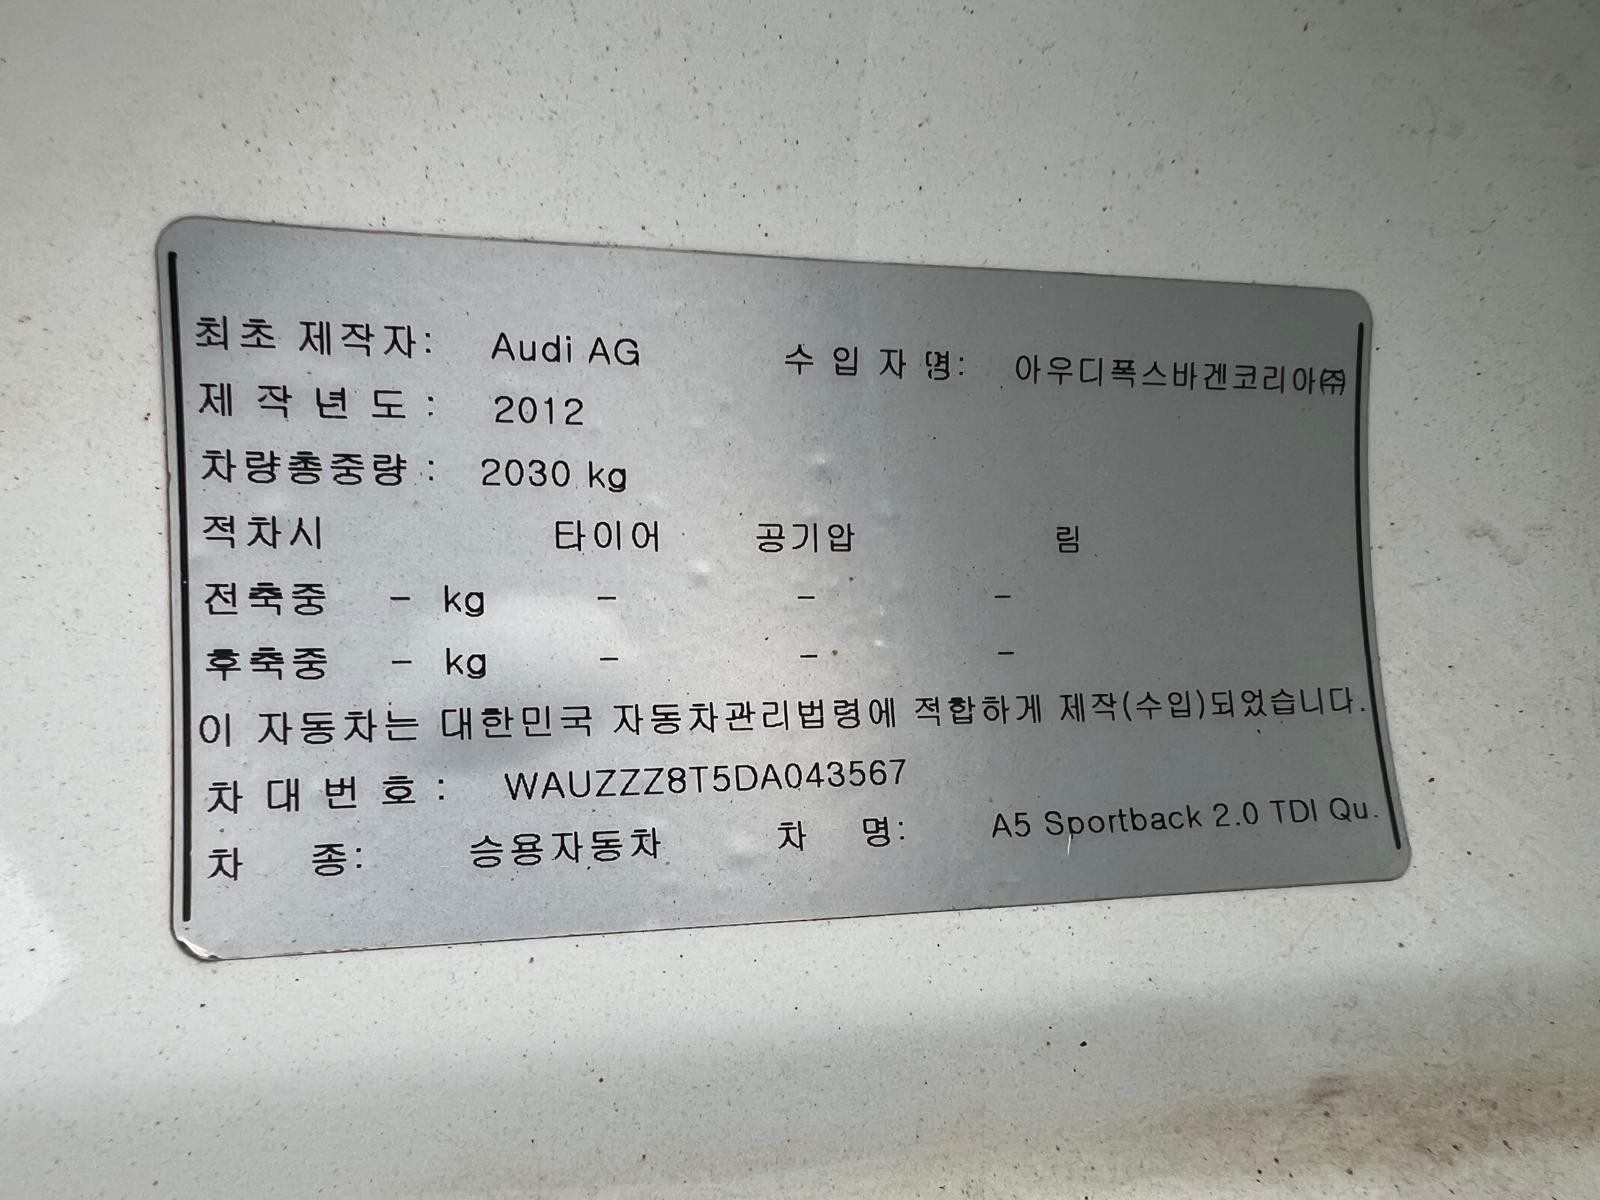 최초 제작자: Audi AG 수입자명: 아우디폭스바겐코리아㈜
제작년도: 2012
차량총중량: 2030 kg
적차시 타이어 공기압 림
전축중 - kg - - -
후축중 - kg - - -
이 자동차는 대한민국 자동차관리법령에 적합하게 제작(수입)되었습니다.
차대번호: WAUZZZ8T5DA043567
차종: 승용자동차 차명: A5 Sportback 2.0 TDI Qu.